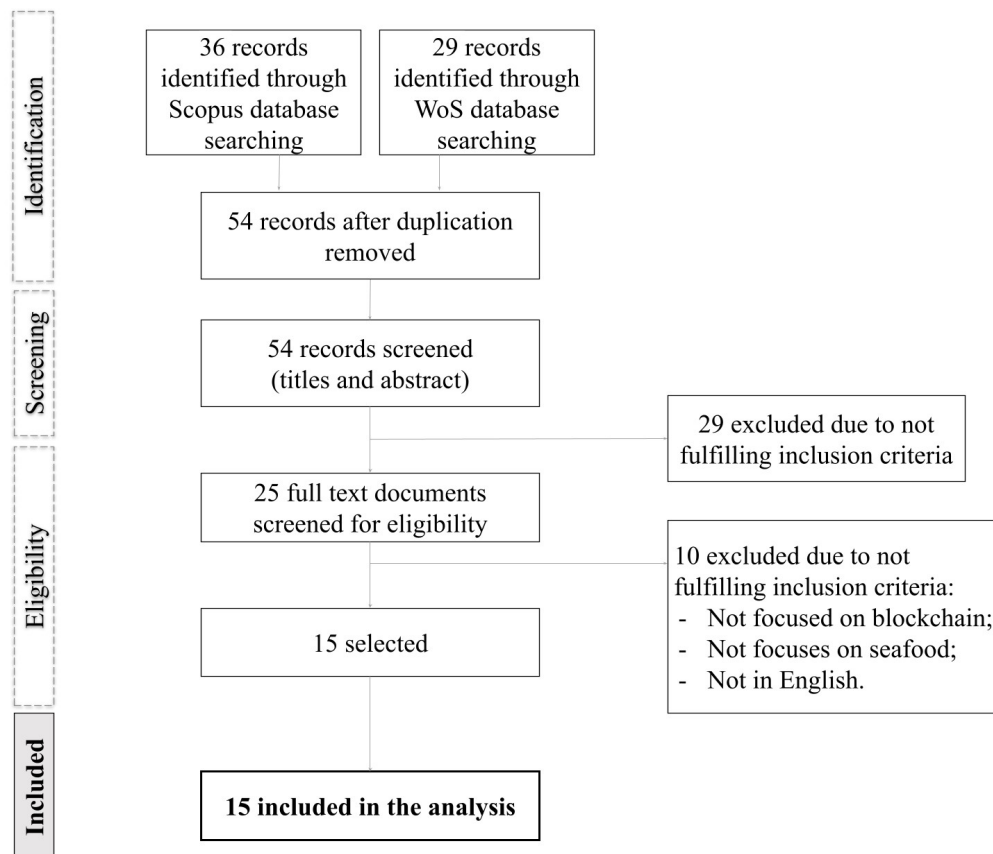 Identification
36 records
identified through
Scopus database
searching
29 records
identified through
WoS database
searching
54 records after duplication
removed
Screening
54 records screened
(titles and abstract)
29 excluded due to not
fulfilling inclusion criteria
Eligibility
25 full text documents
screened for eligibility
10 excluded due to not
fulfilling inclusion criteria:
- Not focused on blockchain;
- Not focuses on seafood;
- Not in English.
15 selected
Included
15 included in the analysis